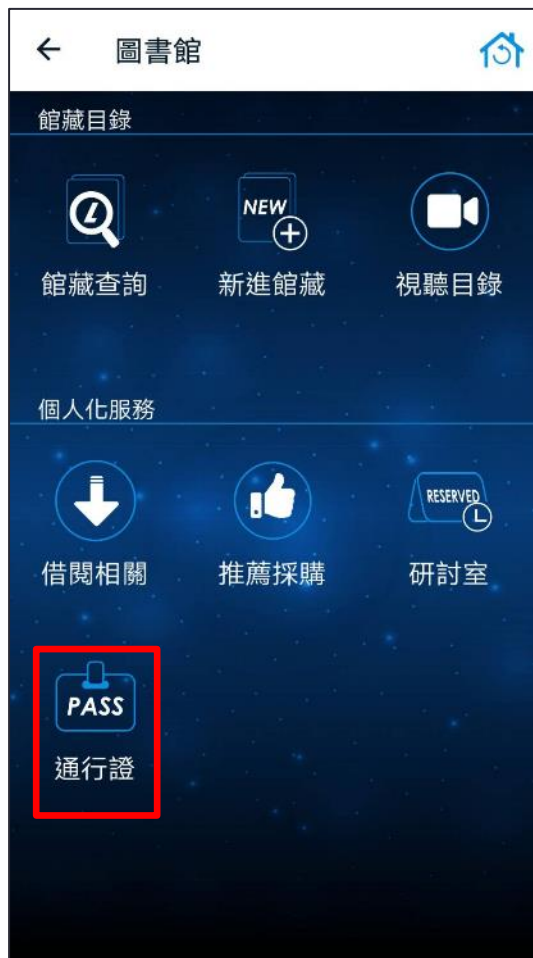 圖書館
館藏目錄
NEW
館藏查詢 新進館藏 視聽目錄
個人化服務
RESERVED
借閱相關 推薦採購 研討室
PASS
通行證